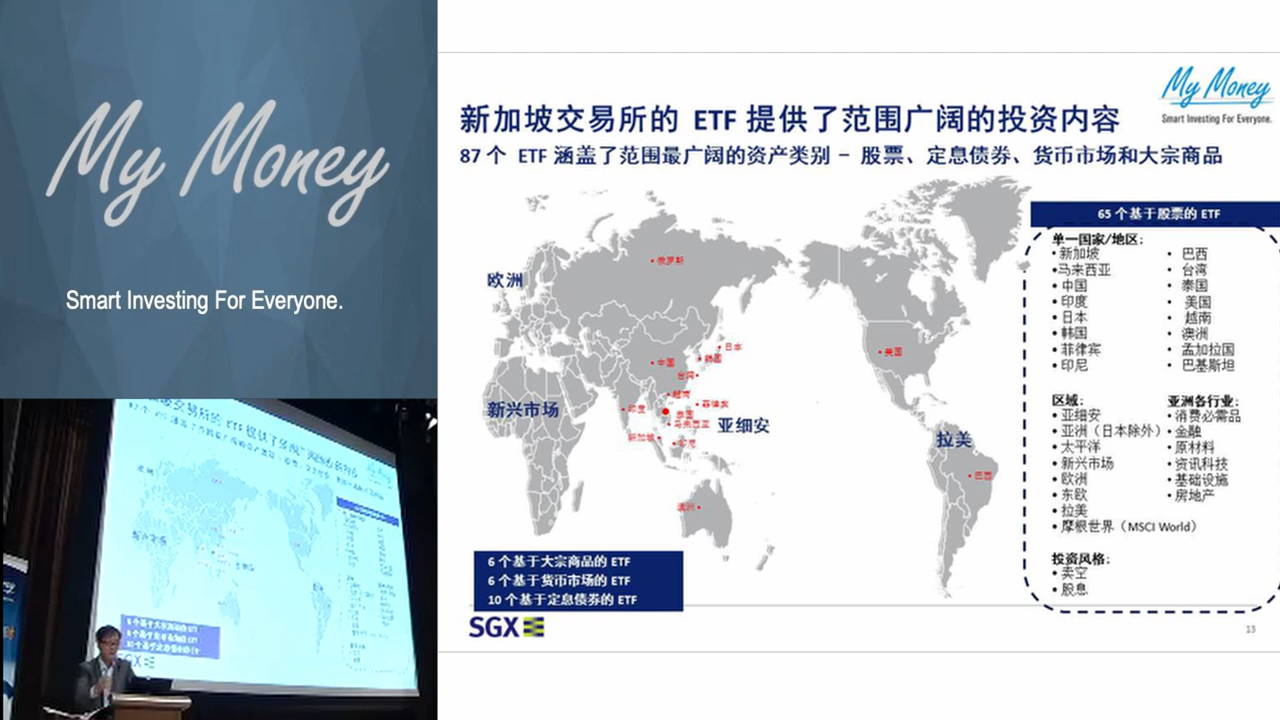 My Money
Smart Investing For Everyone.
My Money
Smart Investing For Everyone.
新加坡交易所的 ETF 提供了范围广阔的投资内容
87 个 ETF 涵盖了范围最广阔的资产类别 – 股票、定息债券、货币市场和大宗商品
65 个基于股票的 ETF
单一国家/地区:
•新加坡
• 巴西
•马来西亚
• 台湾
•中国
• 泰国
•印度
• 美国
•日本
• 越南
•韩国
• 澳洲
•菲律宾
• 孟加拉国
•印尼
• 巴基斯坦
区域:
亚洲各行业:
•亚细安
•消费必需品
•亚洲（日本除外）
•金融
•太平洋
•原材料
•新兴市场
•资讯科技
•欧洲
•基础设施
•东欧
•房地产
•拉美
•摩根世界（MSCI World）
投资风格:
•卖空
•股息
欧洲
俄罗斯
日本
韩国
中国
美国
台湾
越南
新兴市场
印度
菲律宾
泰国
马来西亚
亚细安
新加坡
印尼
拉美
巴西
澳洲
6 个基于大宗商品的 ETF
6 个基于货币市场的 ETF
10 个基于定息债券的 ETF
SGX
13